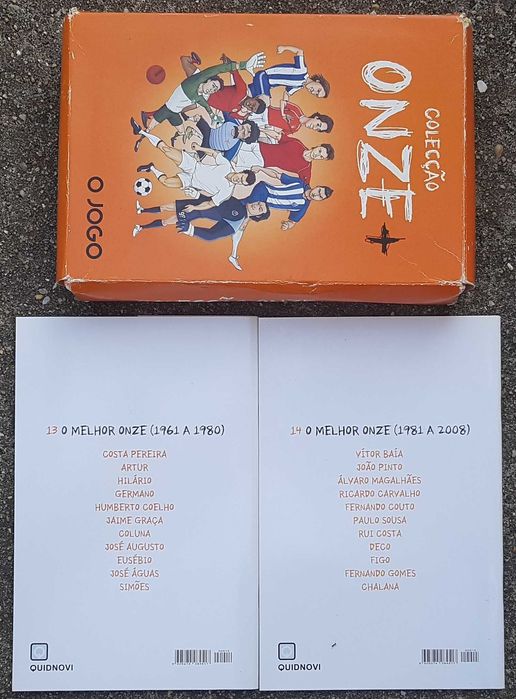 COLECÇÃO
ONZE+
O JOGO
13 O MELHOR ONZE (1961 A 1980)
COSTA PEREIRA
ARTUR
HILÁRIO
GERMANO
HUMBERTO COELHO
JAIME GRAÇA
COLUNA
JOSÉ AUGUSTO
EUSÉBIO
JOSÉ ÁGUAS
SIMÕES
QUIDNOVI
14 O MELHOR ONZE (1981 A 2008)
VÍTOR BAÍA
JOÃO PINTO
ÁLVARO MAGALHÃES
RICARDO CARVALHO
FERNANDO COUTO
PAULO SOUSA
RUI COSTA
DECO
FIGO
FERNANDO GOMES
CHALANA
QUIDNOVI